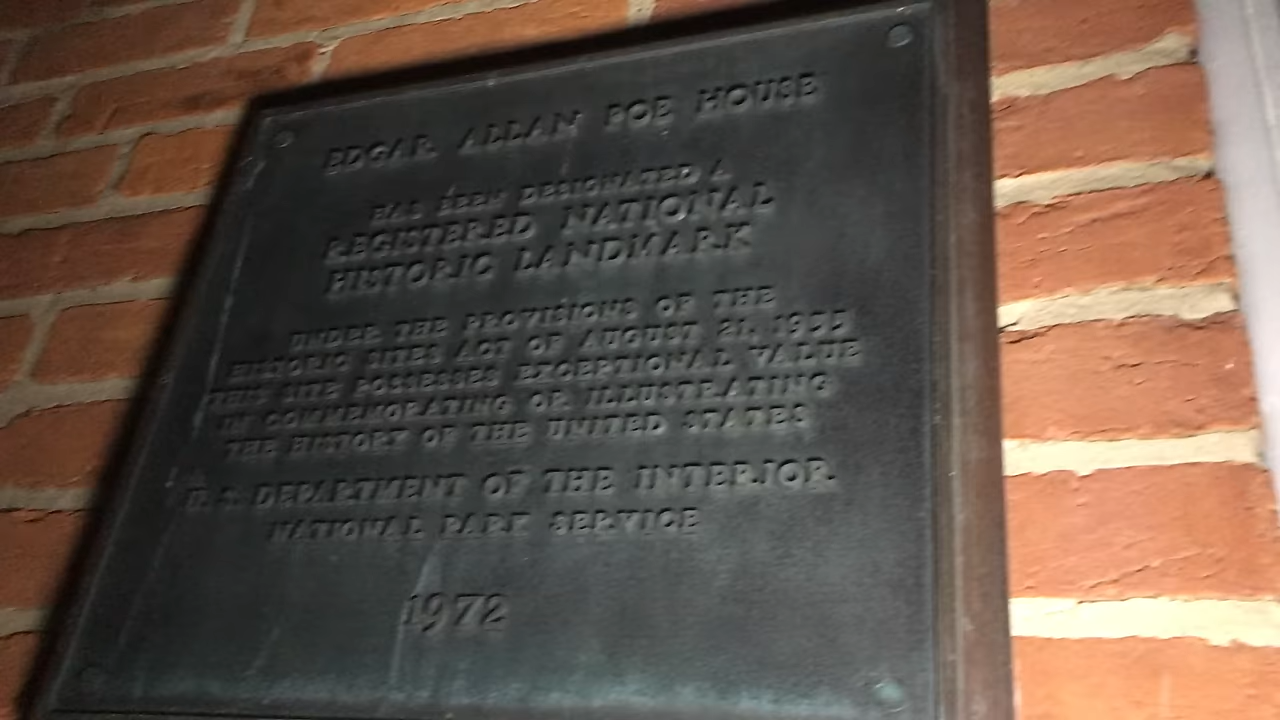 EDGAR ALLAN POE HOUSE
HAS BEEN DESIGNATED A
REGISTERED NATIONAL
HISTORIC LANDMARK
UNDER THE PROVISIONS OF THE
HISTORIC SITES ACT OF AUGUST 21, 1935
THIS SITE POSSESSES EXCEPTIONAL VALUE
IN COMMEMORATING OR ILLUSTRATING
THE HISTORY OF THE UNITED STATES
U. S. DEPARTMENT OF THE INTERIOR
NATIONAL PARK SERVICE
1972